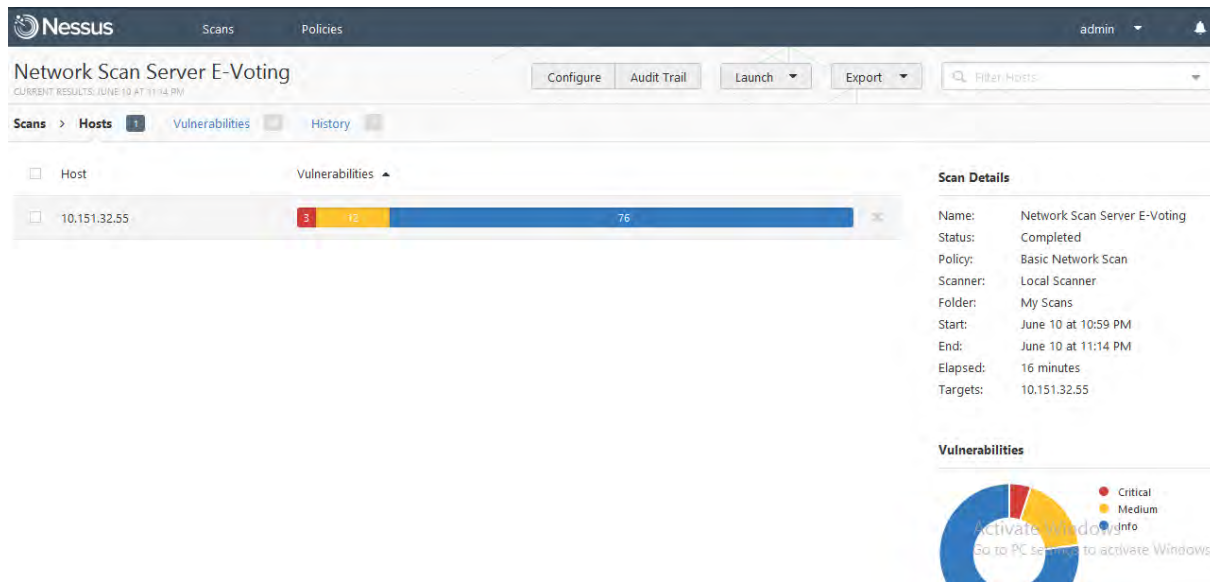 Nessus Scans Policies admin
Network Scan Server E-Voting
CURRENT RESULTS: JUNE 10 AT 11:14 PM
Configure Audit Trail Launch Export Filter Hosts
Scans > Hosts 1 Vulnerabilities History
Host Vulnerabilities
10.151.32.55 3 12 76
Scan Details
Name: Network Scan Server E-Voting
Status: Completed
Policy: Basic Network Scan
Scanner: Local Scanner
Folder: My Scans
Start: June 10 at 10:59 PM
End: June 10 at 11:14 PM
Elapsed: 16 minutes
Targets: 10.151.32.55
Vulnerabilities
Critical
Medium
Info
Activate Windows
Go to PC settings to activate Windows